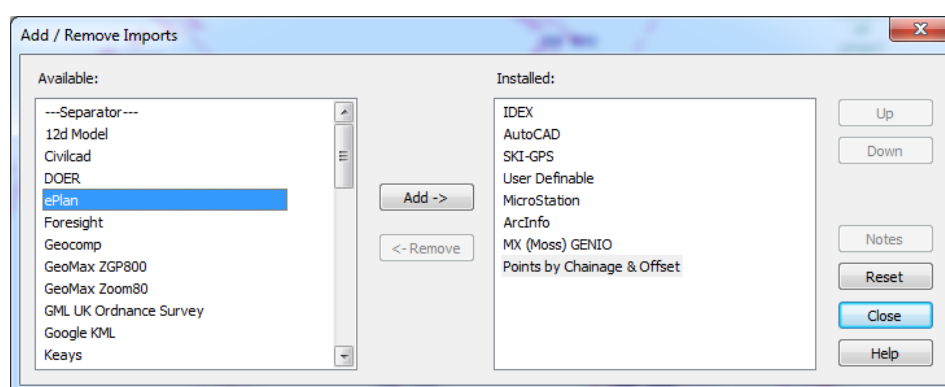 Add / Remove Imports
Available:
---Separator---
12d Model
Civilcad
DOER
ePlan
Foresight
Geocomp
GeoMax ZGP800
GeoMax Zoom80
GML UK Ordnance Survey
Google KML
Keays
Add ->
<- Remove
Installed:
IDEX
AutoCAD
SKI-GPS
User Definable
MicroStation
ArcInfo
MX (Moss) GENIO
Points by Chainage & Offset
Up
Down
Notes
Reset
Close
Help